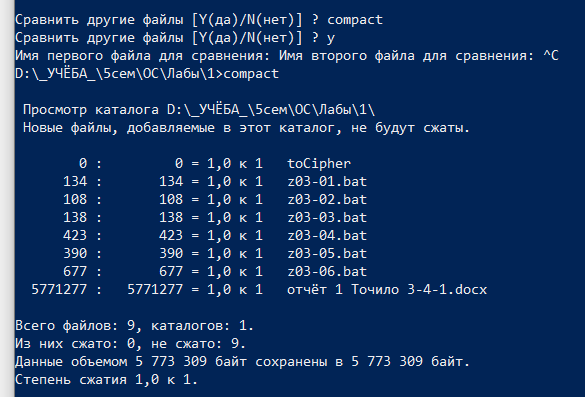 Сравнить другие файлы [Y(да)/N(нет)] ? compact
Сравнить другие файлы [Y(да)/N(нет)] ? y
Имя первого файла для сравнения: Имя второго файла для сравнения: ^C
D:\_УЧЁБА_\5сем\ОС\Лабы\1>compact
Просмотр каталога D:\_УЧЁБА_\5сем\ОС\Лабы\1\
Новые файлы, добавляемые в этот каталог, не будут сжаты.
0 : 0 = 1,0 к 1 toCipher
134 : 134 = 1,0 к 1 z03-01.bat
108 : 108 = 1,0 к 1 z03-02.bat
138 : 138 = 1,0 к 1 z03-03.bat
423 : 423 = 1,0 к 1 z03-04.bat
390 : 390 = 1,0 к 1 z03-05.bat
677 : 677 = 1,0 к 1 z03-06.bat
5771277 : 5771277 = 1,0 к 1 отчёт 1 Точило 3-4-1.docx
Всего файлов: 9, каталогов: 1.
Из них сжато: 0, не сжато: 9.
Данные объемом 5 773 309 байт сохранены в 5 773 309 байт.
Степень сжатия 1,0 к 1.